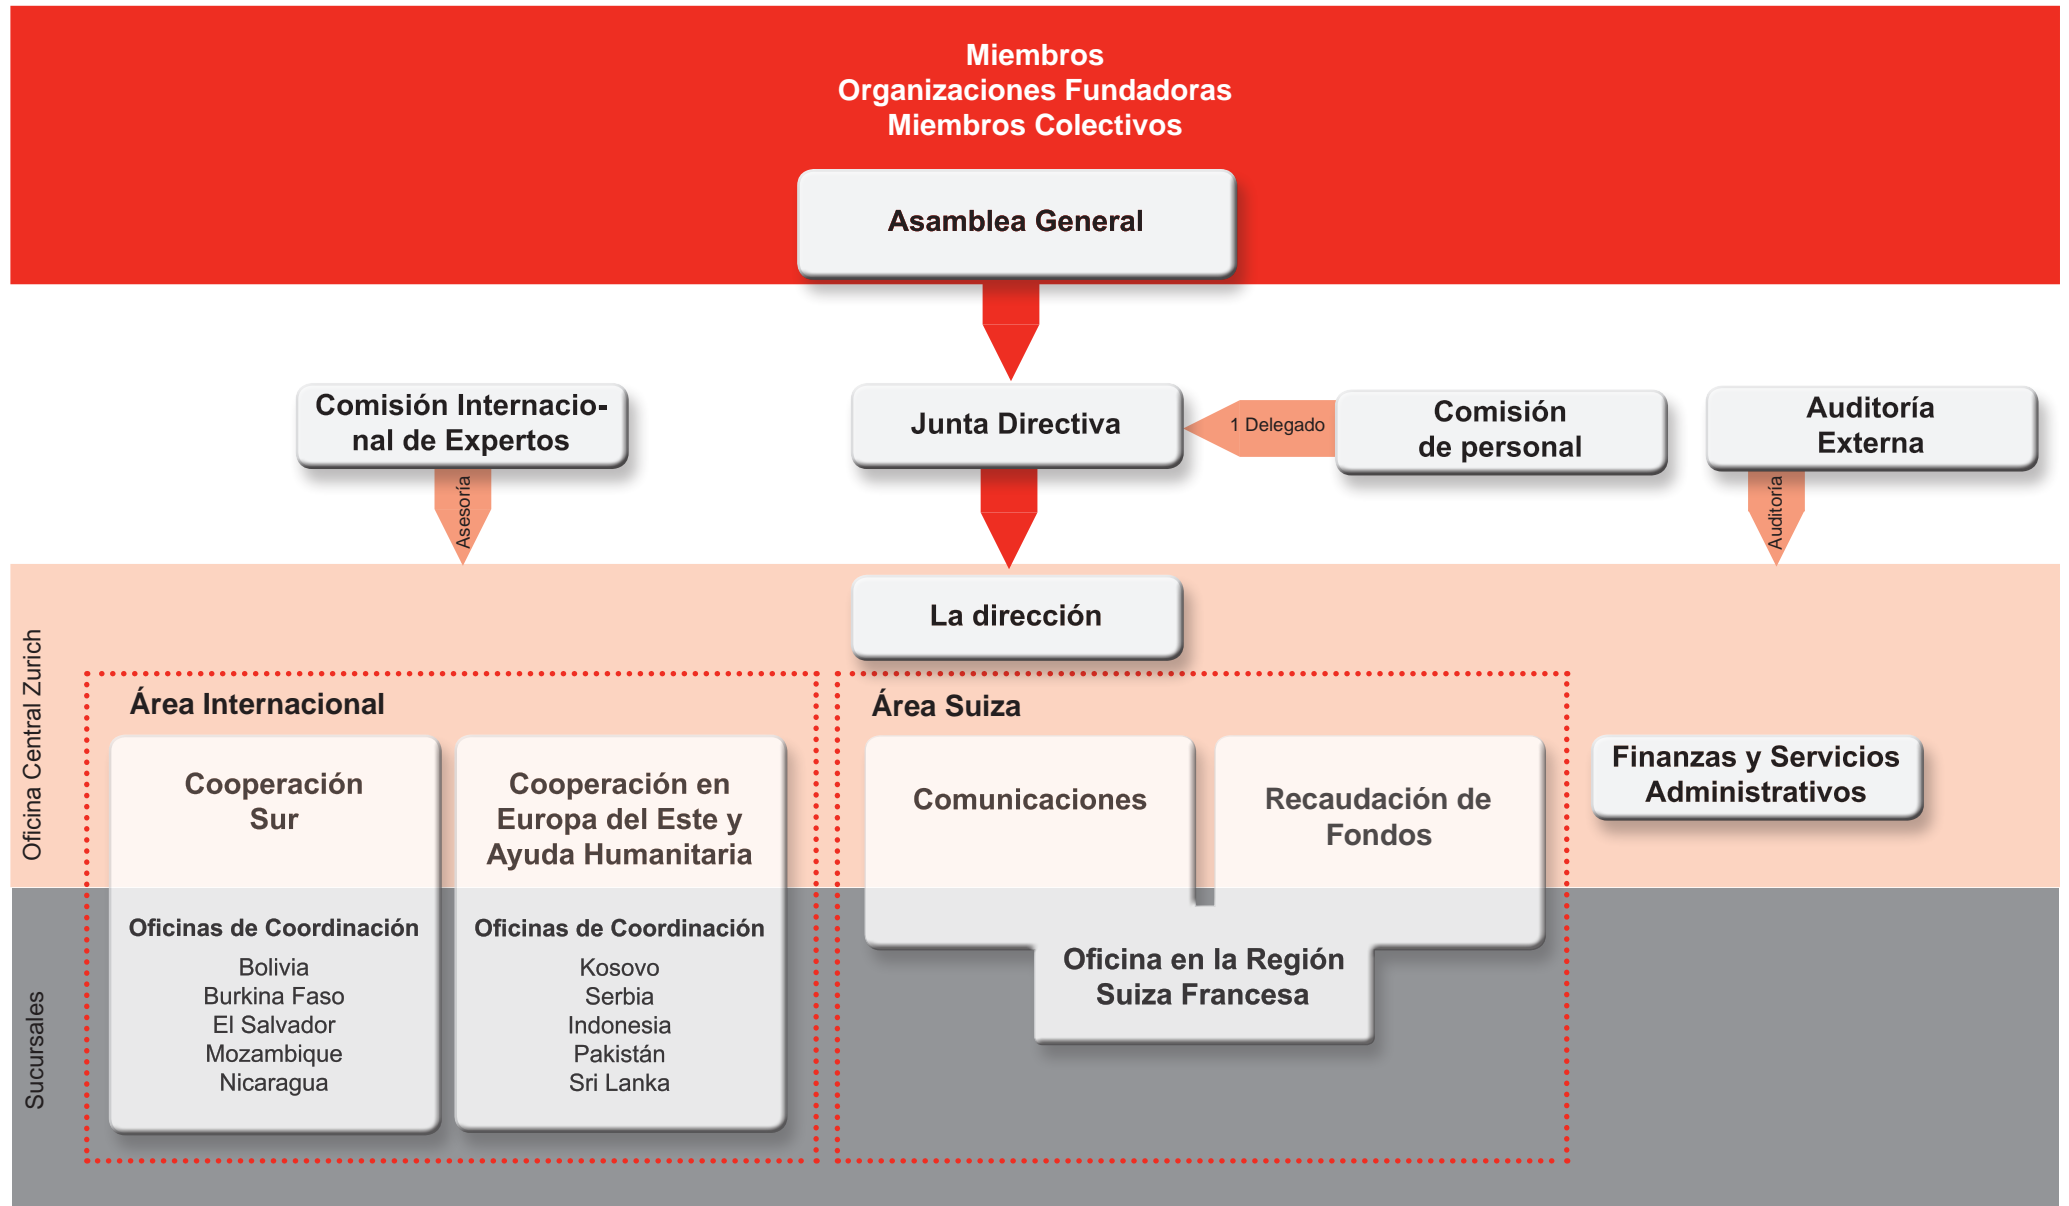 Miembros
Organizaciones Fundadoras
Miembros Colectivos
Asamblea General
Comisión Internacio-
nal de Expertos
Junta Directiva
1 Delegado
Comisión
de personal
Auditoría
Externa
Asesoría
Auditoría
La dirección
Oficina Central Zurich
Área Internacional
Cooperación
Sur
Cooperación en
Europa del Este y
Ayuda Humanitaria
Área Suiza
Comunicaciones
Recaudación de
Fondos
Finanzas y Servicios
Administrativos
Sucursales
Oficinas de Coordinación
Bolivia
Burkina Faso
El Salvador
Mozambique
Nicaragua
Oficinas de Coordinación
Kosovo
Serbia
Indonesia
Pakistán
Sri Lanka
Oficina en la Región
Suiza Francesa